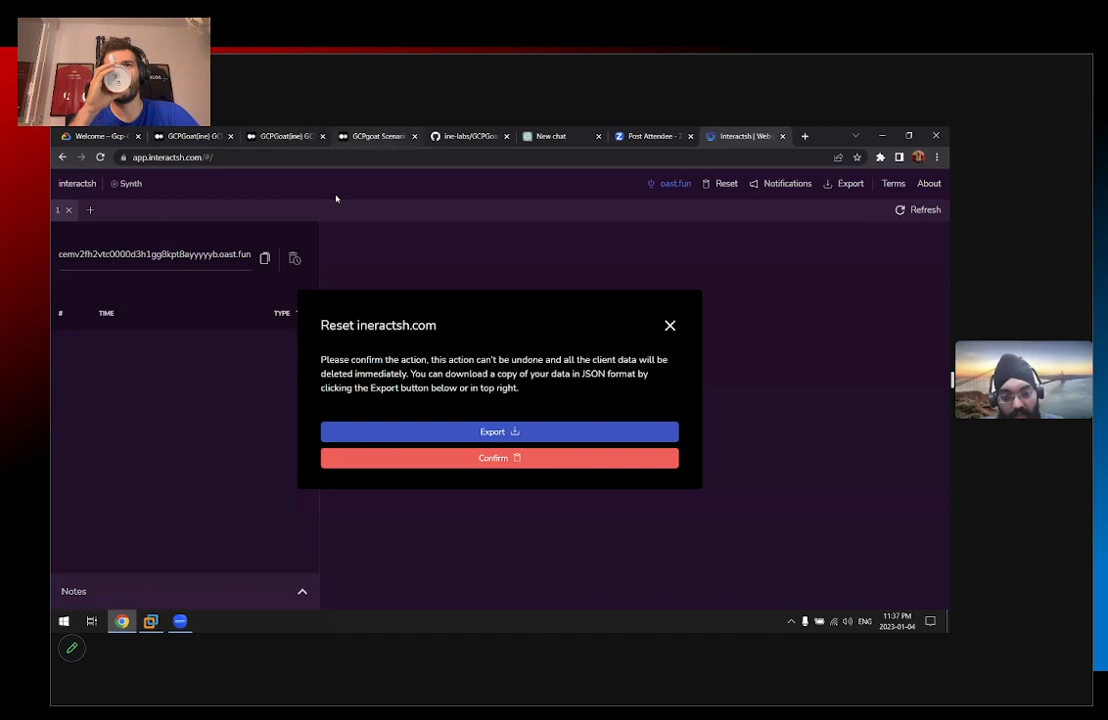 Welcome – Gcp-
GCPGoat(ine) GC
GCPGoat(ine) GC
GCPgoat Scenari
ine-labs/GCPGo
New chat
Post Attendee - Z
Interactsh | Web
app.interactsh.com/#/
interactsh
Synth
oast.fun
Reset
Notifications
Export
Terms
About
1
Refresh
cemv2fh2vtc0000d3h1gg8kpt8ayyyyyb.oast.fun
#
TIME
TYPE
Reset ineractsh.com
Please confirm the action, this action can't be undone and all the client data will be
deleted immediately. You can download a copy of your data in JSON format by
clicking the Export button below or in top right.
Export
Confirm
Notes
ENG
11:37 PM
2023-01-04